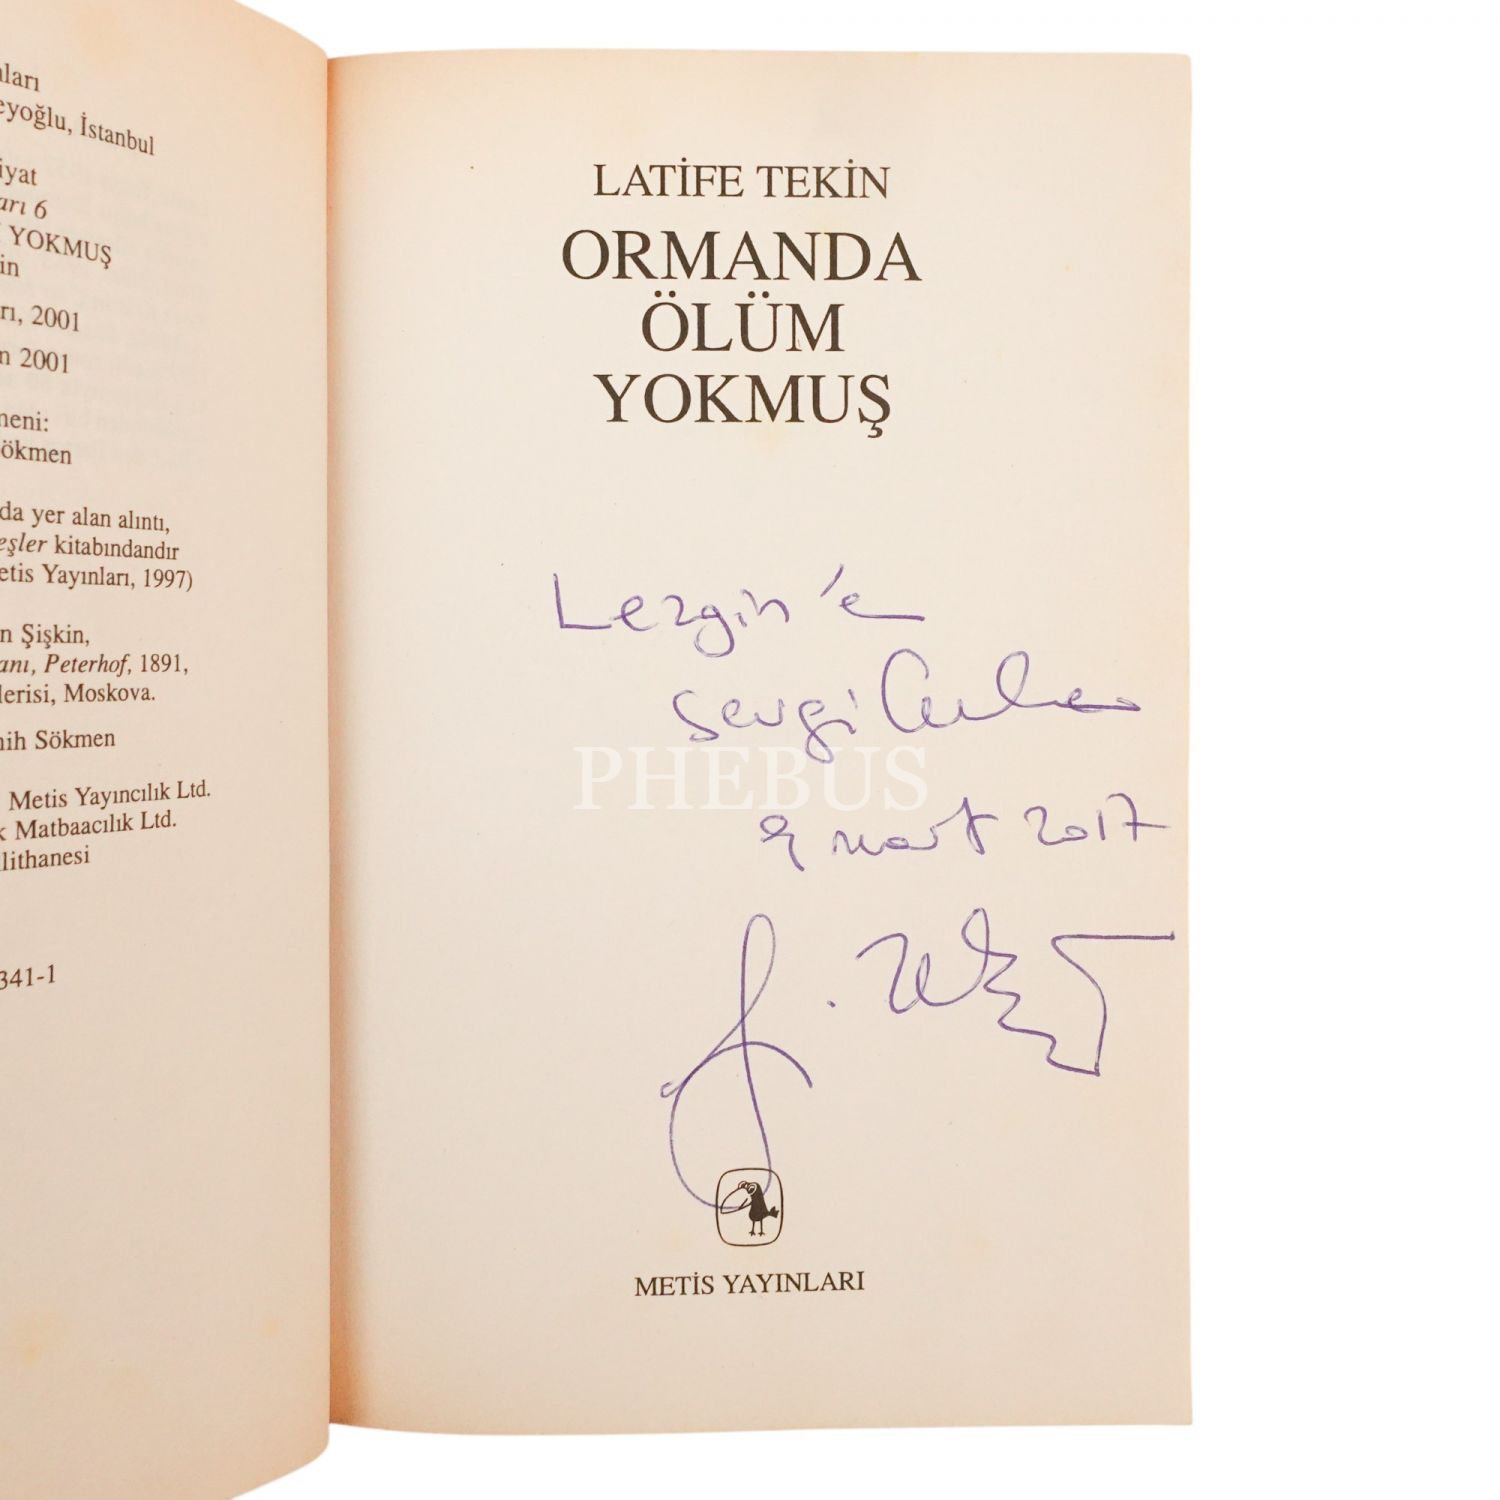 ları
eyoğlu, İstanbul
iyat
arı 6
YOKMUŞ
in
rı, 2001
n 2001
meni:
ökmen
da yer alan alıntı,
eşler kitabındandır
etis Yayınları, 1997)
n Şişkin,
anı, Peterhof, 1891,
lerisi, Moskova.
nih Sökmen
Metis Yayıncılık Ltd.
k Matbaacılık Ltd.
lithanesi
341-1
LATİFE TEKİN
ORMANDA
ÖLÜM
YOKMUŞ
Lezgin'e
sevgilerle
PHEBUS
9 mart 2017
METİS YAYINLARI